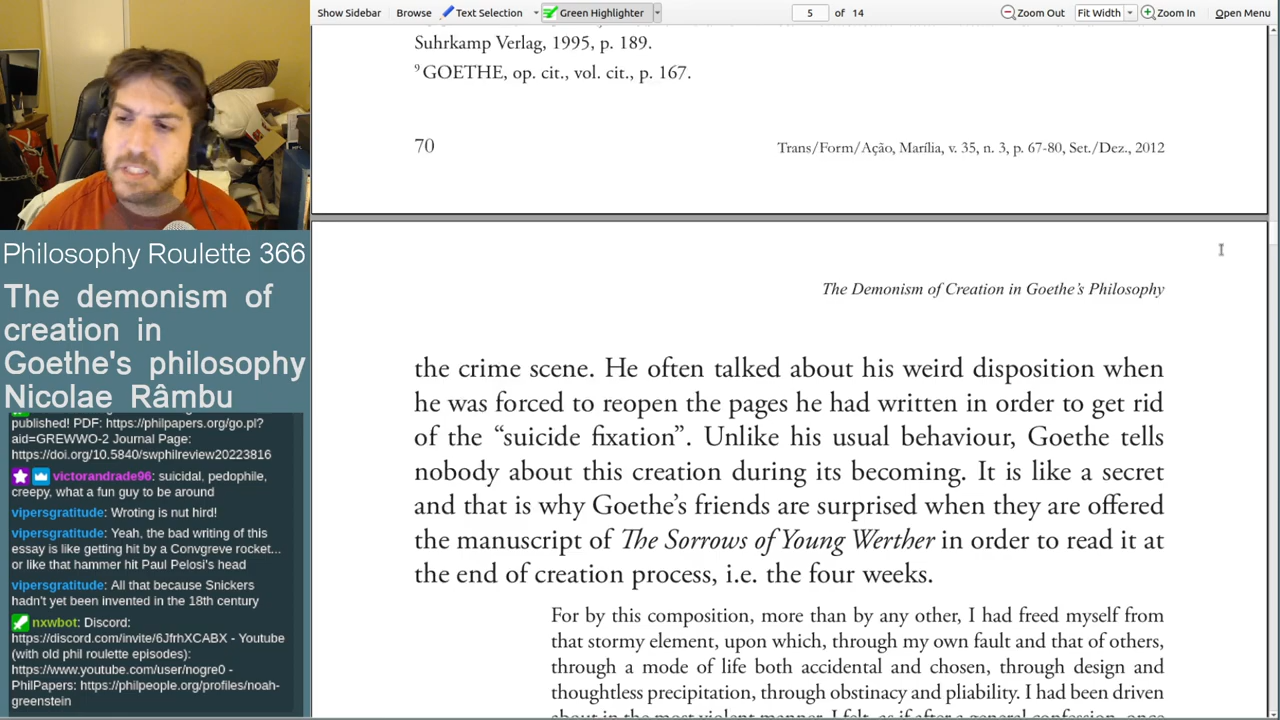 Show Sidebar Browse Text Selection Green Highlighter 5 of 14 Zoom Out Fit Width Zoom In Open Menu
Suhrkamp Verlag, 1995, p. 189.
9 GOETHE, op. cit., vol. cit., p. 167.
70 Trans/Form/Ação, Marília, v. 35, n. 3, p. 67-80, Set./Dez., 2012
The Demonism of Creation in Goethe's Philosophy
the crime scene. He often talked about his weird disposition when
he was forced to reopen the pages he had written in order to get rid
of the “suicide fixation”. Unlike his usual behaviour, Goethe tells
nobody about this creation during its becoming. It is like a secret
and that is why Goethe's friends are surprised when they are offered
the manuscript of The Sorrows of Young Werther in order to read it at
the end of creation process, i.e. the four weeks.
For by this composition, more than by any other, I had freed myself from
that stormy element, upon which, through my own fault and that of others,
through a mode of life both accidental and chosen, through design and
thoughtless precipitation, through obstinacy and pliability. I had been driven
about in the most violent manner. I felt, as if after a general confession, once
Philosophy Roulette 366
The demonism of
creation in
Goethe's philosophy
Nicolae Râmbu
published! PDF: https://philpapers.org/go.pl?
aid=GREWWO-2 Journal Page:
https://doi.org/10.5840/swphilreview20223816
victorandrade96: suicidal, pedophile,
creepy, what a fun guy to be around
vipersgratitude: Wroting is nut hird!
vipersgratitude: Yeah, the bad writing of this
essay is like getting hit by a Convgreve rocket...
or like that hammer hit Paul Pelosi's head
vipersgratitude: All that because Snickers
hadn't yet been invented in the 18th century
nxwbot: Discord:
https://discord.com/invite/6JfrhXCABX - Youtube
(with old phil roulette episodes):
https://www.youtube.com/user/nogre0 -
PhilPapers: https://philpeople.org/profiles/noah-
greenstein